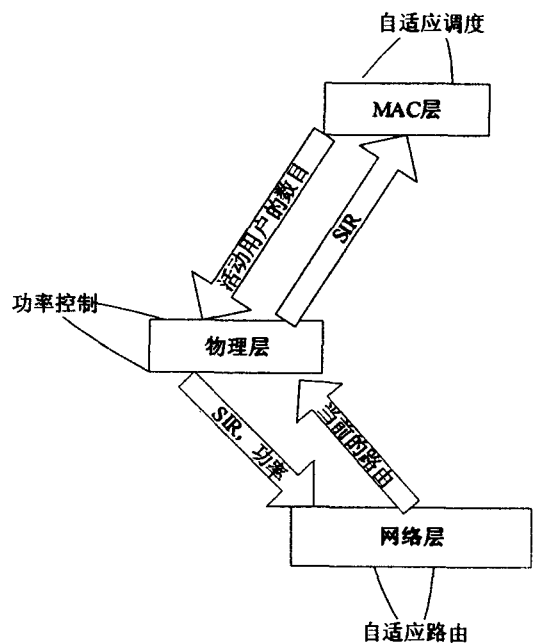 自适应调度
MAC层
活动用户的数目
SIR
功率控制
物理层
SIR，功率
当前的路由
网络层
自适应路由